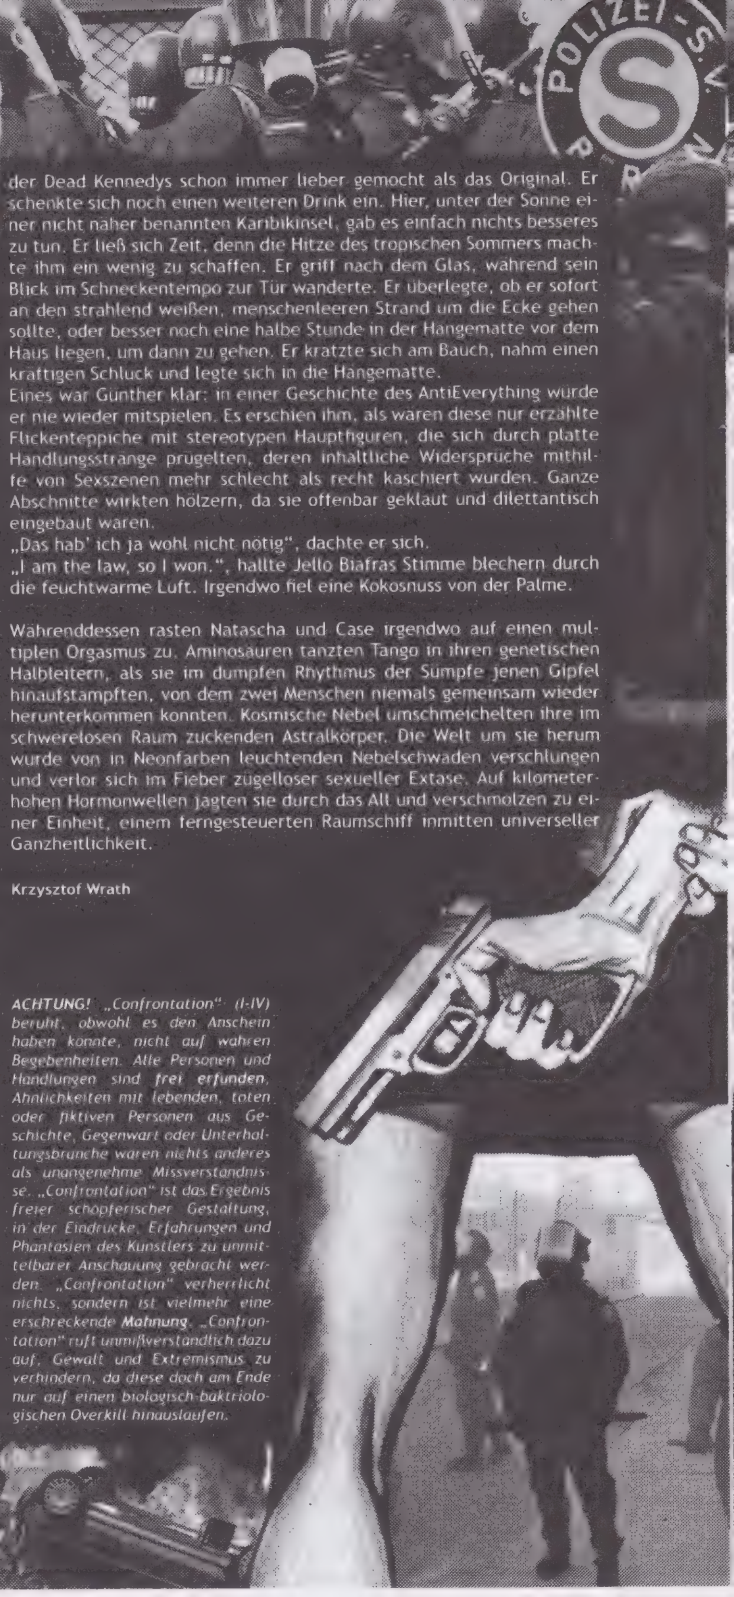 POLIZEI-S.V.
der Dead Kennedys schon immer lieber gemocht als das Original. Er
schenkte sich noch einen weiteren Drink ein. Hier, unter der Sonne ei-
ner nicht näher benannten Karibikinsel, gab es einfach nichts besseres
zu tun. Er ließ sich Zeit, denn die Hitze des tropischen Sommers mach-
te ihm ein wenig zu schaffen. Er griff nach dem Glas, während sein
Blick im Schneckentempo zur Tür wanderte. Er überlegte, ob er sofort
an den strahlend weißen, menschenleeren Strand um die Ecke gehen
sollte, oder besser noch eine halbe Stunde in der Hängematte vor dem
Haus liegen, um dann zu gehen. Er kratzte sich am Bauch, nahm einen
kräftigen Schluck und legte sich in die Hängematte.
Eines war Günther klar: in einer Geschichte des AntiEverything würde
er nie wieder mitspielen. Es erschien ihm, als wären diese nur erzählte
Flickenteppiche mit stereotypen Hauptfiguren, die sich durch platte
Handlungsstränge prügelten, deren inhaltliche Widersprüche mithil-
fe von Sexszenen mehr schlecht als recht kaschiert wurden. Ganze
Abschnitte wirkten hölzern, da sie offenbar geklaut und dilettantisch
eingebaut waren.
„Das hab' ich ja wohl nicht nötig“, dachte er sich.
„I am the law, so I won.“, hallte Jello Biafras Stimme blechern durch
die feuchtwarme Luft. Irgendwo fiel eine Kokosnuss von der Palme.
Währenddessen rasten Natascha und Case irgendwo auf einen mul-
tiplen Orgasmus zu. Aminosäuren tanzten Tango in ihren genetischen
Halbleitern, als sie im dumpfen Rhythmus der Sümpfe jenen Gipfel
hinaufstampften, von dem zwei Menschen niemals gemeinsam wieder
herunterkommen konnten. Kosmische Nebel umschmeichelten ihre im
schwerelosen Raum zuckenden Astralkörper. Die Welt um sie herum
wurde von in Neonfarben leuchtenden Nebelschwaden verschlungen
und verlor sich im Fieber zügelloser sexueller Extase. Auf kilometer-
hohen Hormonwellen jagten sie durch das All und verschmolzen zu ei-
ner Einheit, einem ferngesteuerten Raumschiff inmitten universeller
Ganzheitlichkeit.
Krzysztof Wrath
ACHTUNG! „Confrontation“ (I-IV)
beruht, obwohl es den Anschein
haben könnte, nicht auf wahren
Begebenheiten. Alle Personen und
Handlungen sind frei erfunden.
Ähnlichkeiten mit lebenden, toten
oder fiktiven Personen aus Ge-
schichte, Gegenwart oder Unterhal-
tungsbranche wären nichts anderes
als unangenehme Missverständnis-
se. „Confrontation“ ist das Ergebnis
freier schöpferischer Gestaltung,
in der Eindrücke, Erfahrungen und
Phantasien des Künstlers zu unmit-
telbarer Anschauung gebracht wer-
den. „Confrontation“ verherrlicht
nichts, sondern ist vielmehr eine
erschreckende Mahnung. „Confron-
tation“ ruft unmißverständlich dazu
auf, Gewalt und Extremismus zu
verhindern, da diese doch am Ende
nur auf einen biologisch-baktriolo-
gischen Overkill hinauslaufen.